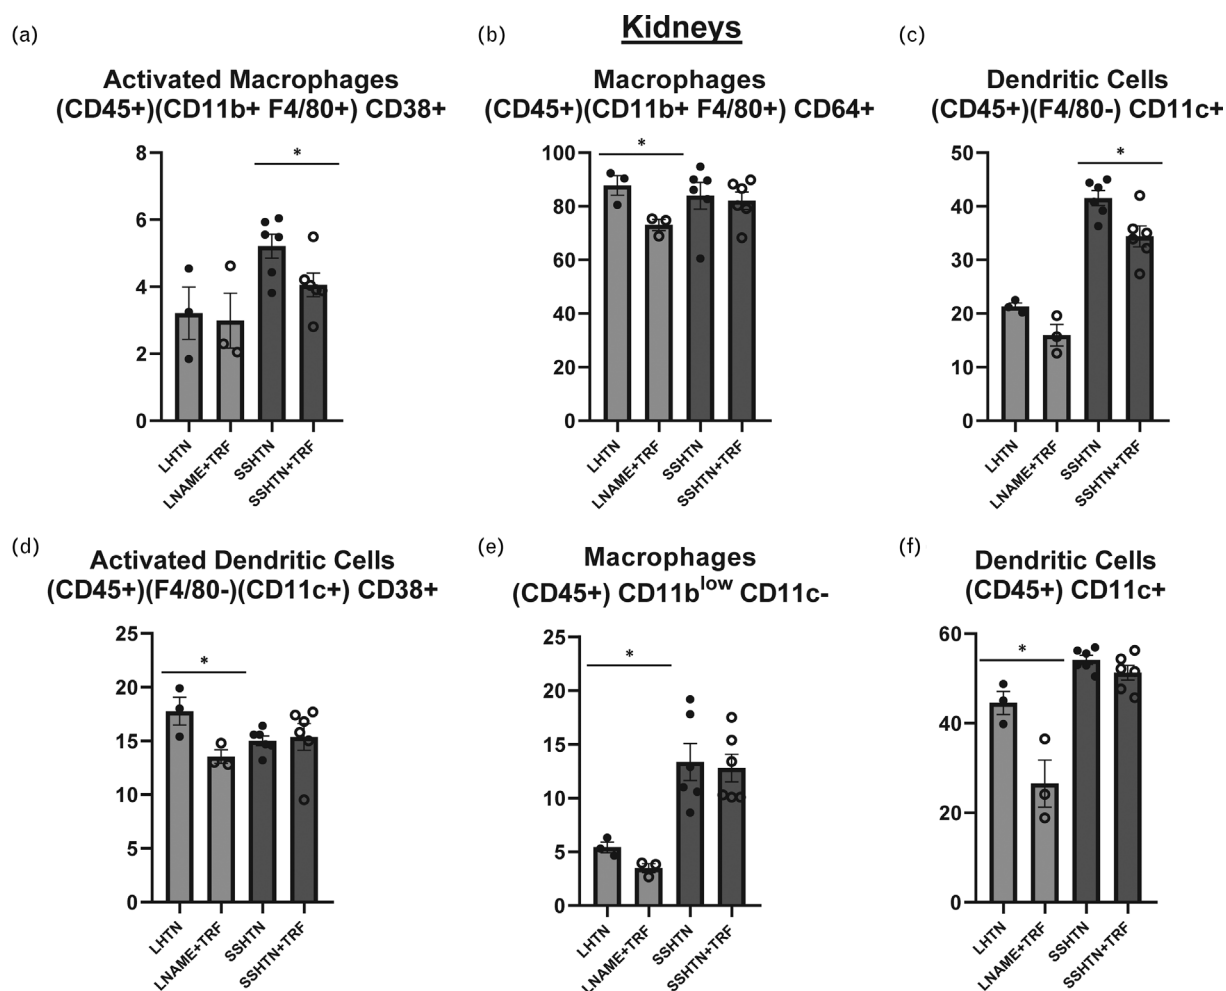 Kidneys
(a)
Activated Macrophages
(CD45+)(CD11b+ F4/80+) CD38+
8
6
4
2
0
*
LHTN
LNAME+TRF
SSHTN
SSHTN+TRF
(b)
Macrophages
(CD45+)(CD11b+ F4/80+) CD64+
100
80
60
40
20
0
*
LHTN
LNAME+TRF
SSHTN
SSHTN+TRF
(c)
Dendritic Cells
(CD45+)(F4/80-) CD11c+
50
40
30
20
10
0
*
LHTN
LNAME+TRF
SSHTN
SSHTN+TRF
(d)
Activated Dendritic Cells
(CD45+)(F4/80-)(CD11c+) CD38+
25
20
15
10
5
0
*
LHTN
LNAME+TRF
SSHTN
SSHTN+TRF
(e)
Macrophages
(CD45+) CD11b^low CD11c-
25
20
15
10
5
0
*
LHTN
LNAME+TRF
SSHTN
SSHTN+TRF
(f)
Dendritic Cells
(CD45+) CD11c+
60
40
20
0
*
LHTN
LNAME+TRF
SSHTN
SSHTN+TRF